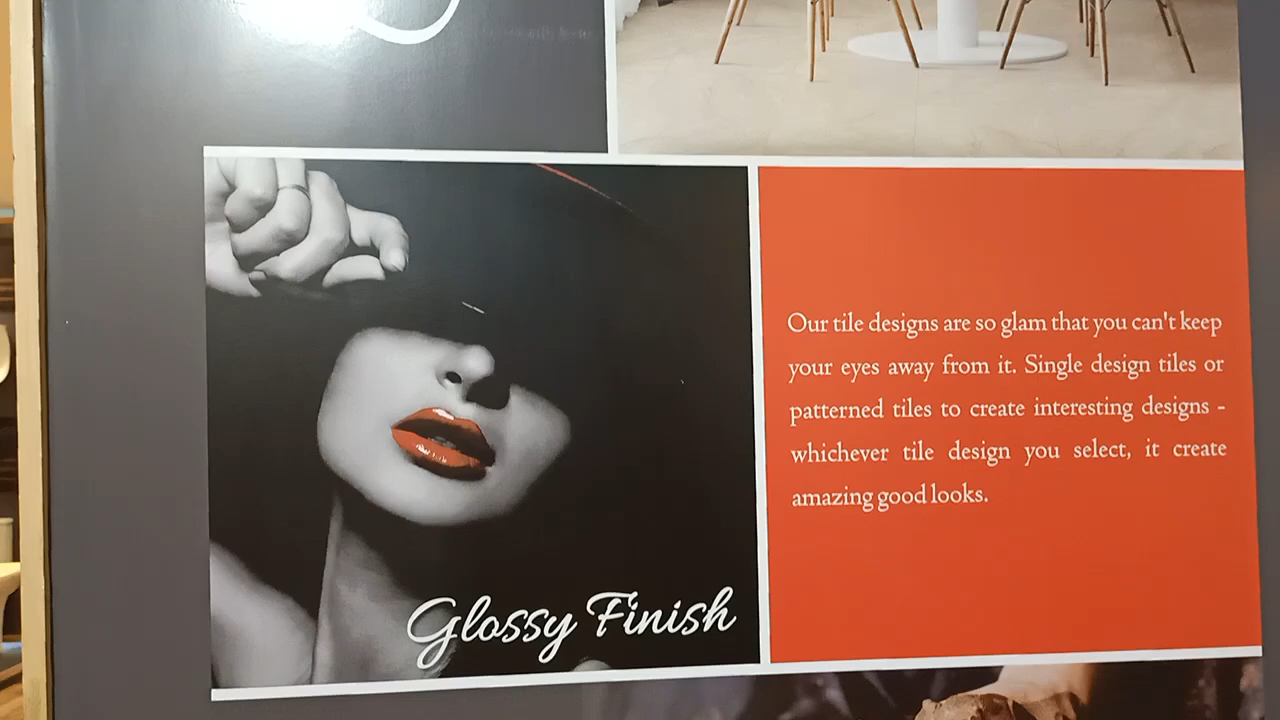 Our tile designs are so glam that you can't keep
your eyes away from it. Single design tiles or
patterned tiles to create interesting designs -
whichever tile design you select, it create
amazing good looks.
Glossy Finish